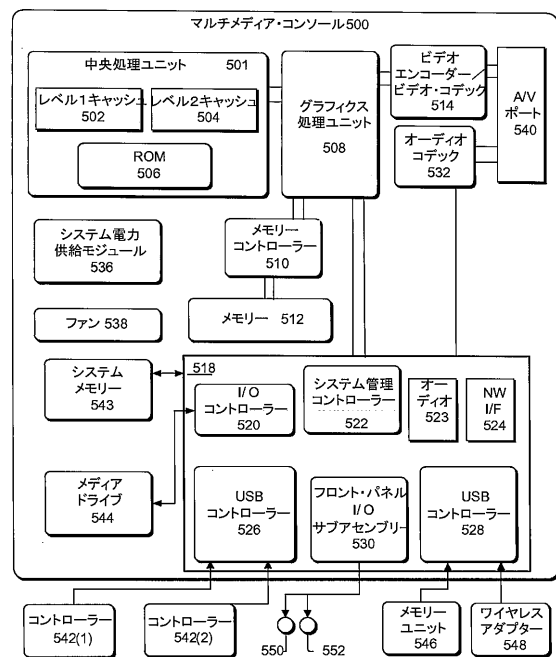 マルチメディア・コンソール500
中央処理ユニット 501
レベル1キャッシュ
502
レベル2キャッシュ
504
ROM
506
グラフィクス
処理ユニット
508
ビデオ
エンコーダー／
ビデオ・コデック
514
A/V
ポート
540
オーディオ
コデック
532
システム電力
供給モジュール
536
メモリー
コントローラー
510
ファン 538
メモリー 512
システム
メモリー
543
518
I/O
コントローラー
520
システム管理
コントローラー
522
オー
ディオ
523
NW
I/F
524
メディア
ドライブ
544
USB
コントローラー
526
フロント・パネル
I/O
サブアセンブリー
530
USB
コントローラー
528
コントローラー
542(1)
コントローラー
542(2)
550
552
メモリー
ユニット
546
ワイヤレス
アダプター
548